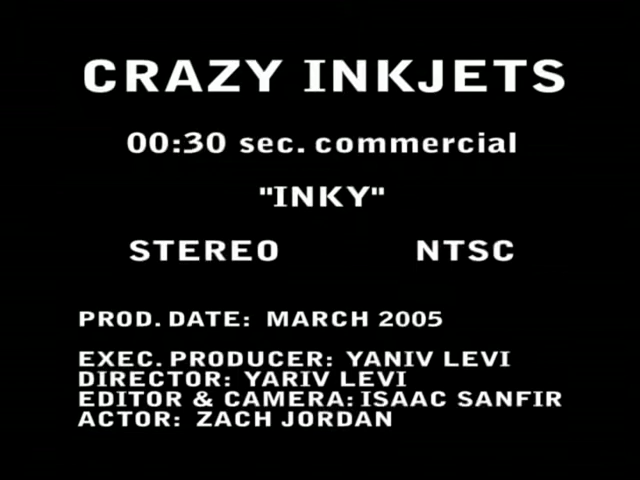 CRAZY INKJETS
00:30 sec. commercial
"INKY"
STEREO NTSC
PROD. DATE: MARCH 2005
EXEC. PRODUCER: YANIV LEVI
DIRECTOR: YARIV LEVI
EDITOR & CAMERA: ISAAC SANFIR
ACTOR: ZACH JORDAN